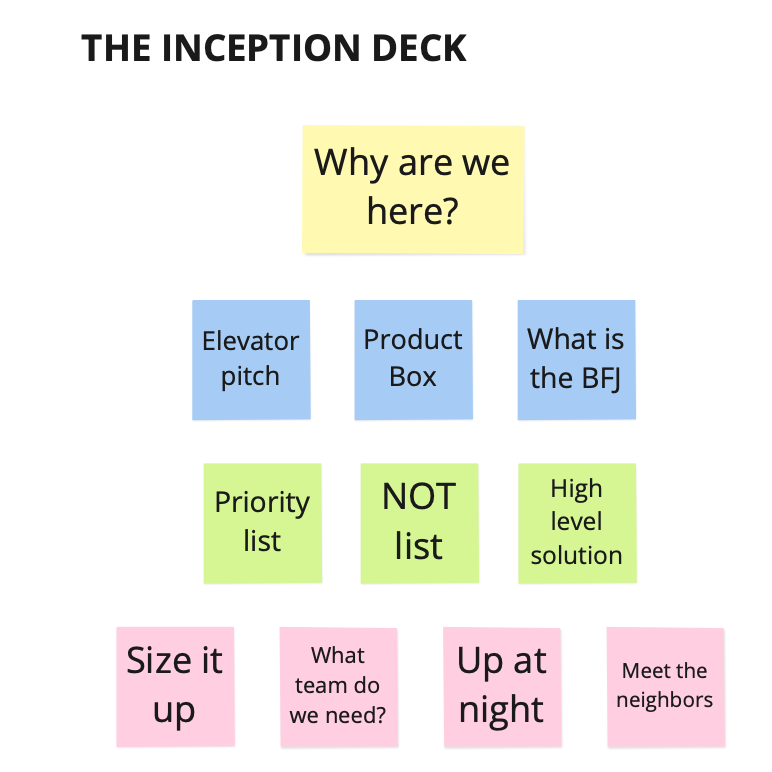 THE INCEPTION DECK
Why are we
here?
Elevator
pitch
Product
Box
What is
the BFJ
Priority
list
NOT
list
High
level
solution
Size it
up
What
team do
we need?
Up at
night
Meet the
neighbors